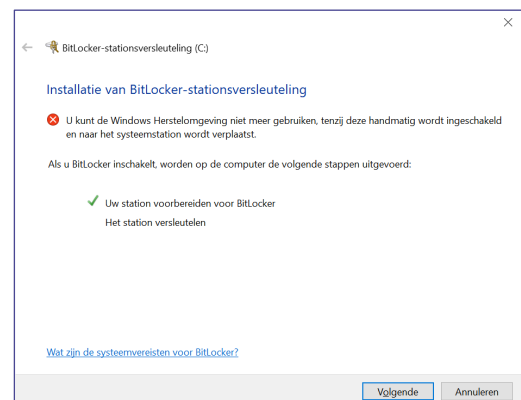 BitLocker-stationsversleuteling (C:)
Installatie van BitLocker-stationsversleuteling
U kunt de Windows Herstelomgeving niet meer gebruiken, tenzij deze handmatig wordt ingeschakeld
en naar het systeemstation wordt verplaatst.
Als u BitLocker inschakelt, worden op de computer de volgende stappen uitgevoerd:
Uw station voorbereiden voor BitLocker
Het station versleutelen
Wat zijn de systeemvereisten voor BitLocker?
Volgende
Annuleren